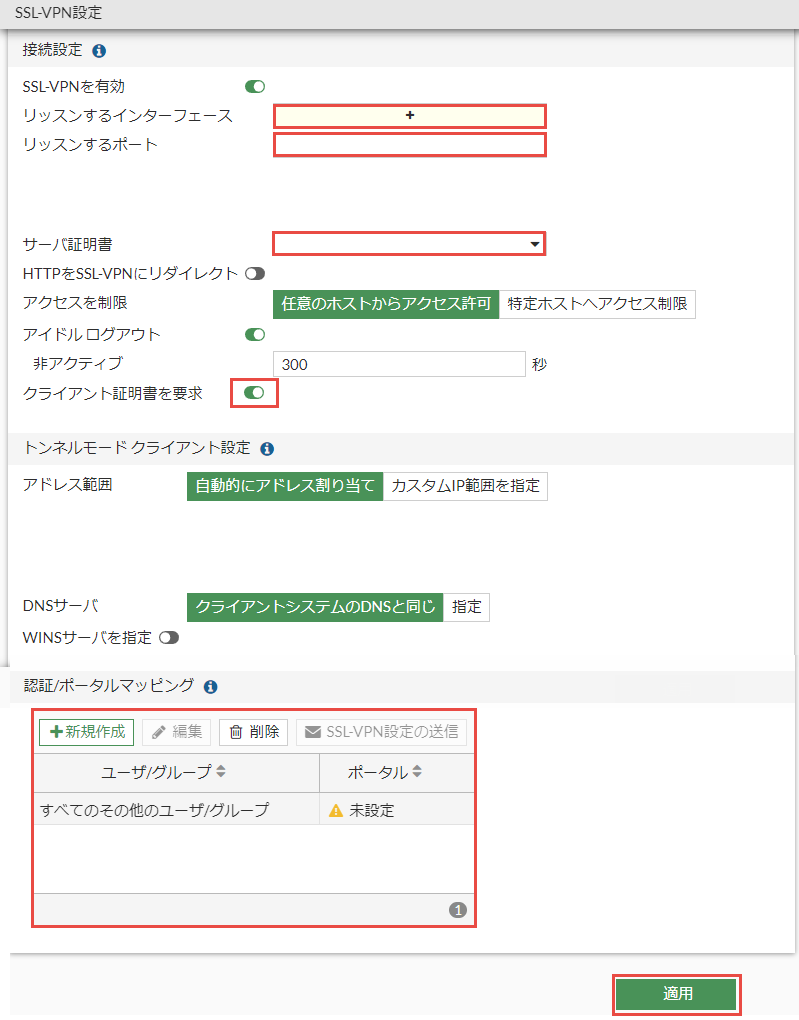 SSL-VPN設定
接続設定
SSL-VPNを有効
リッスンするインターフェース
リッスンするポート
サーバ証明書
HTTPをSSL-VPNにリダイレクト
アクセスを制限 任意のホストからアクセス許可 特定ホストへアクセス制限
アイドル ログアウト
非アクティブ 300 秒
クライアント証明書を要求
トンネルモード クライアント設定
アドレス範囲 自動的にアドレス割り当て カスタムIP範囲を指定
DNSサーバ クライアントシステムのDNSと同じ 指定
WINSサーバを指定
認証/ポータルマッピング
新規作成 編集 削除 SSL-VPN設定の送信
ユーザ/グループ ポータル
すべてのその他のユーザ/グループ 未設定
1
適用